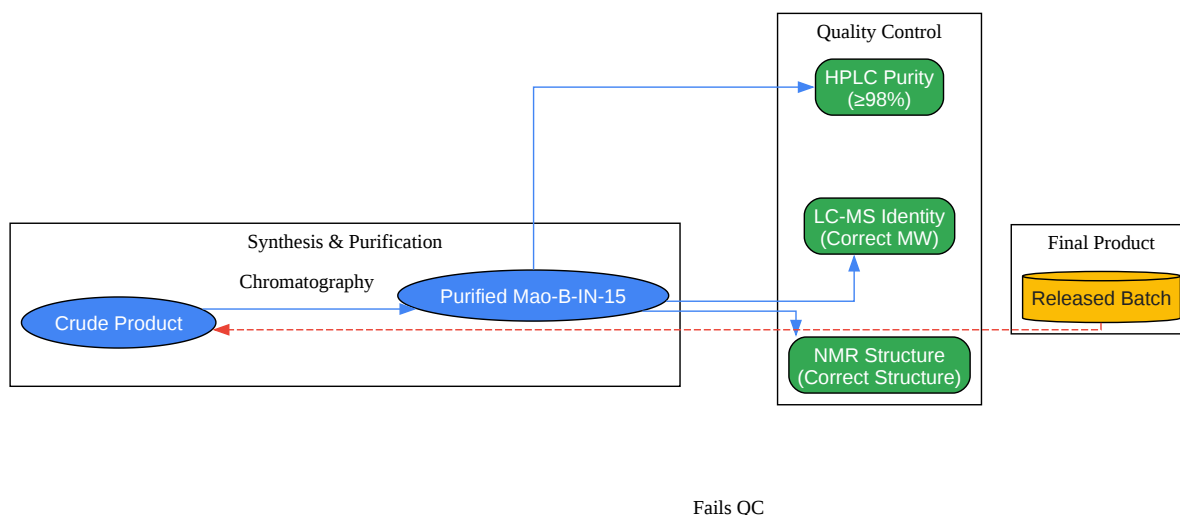 Quality Control
HPLC Purity
(≥98%)
LC-MS Identity
(Correct MW)
NMR Structure
(Correct Structure)
Synthesis & Purification
Chromatography
Crude Product
Purified Mao-B-IN-15
Final Product
Released Batch
Fails QC